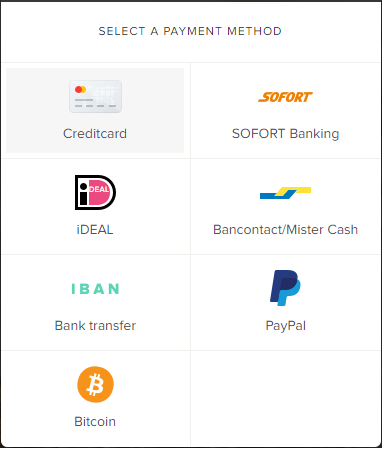 SELECT A PAYMENT METHOD
Creditcard
SOFORT
SOFORT Banking
iDEAL
iDEAL
Bancontact/Mister Cash
IBAN
Bank transfer
PayPal
Bitcoin